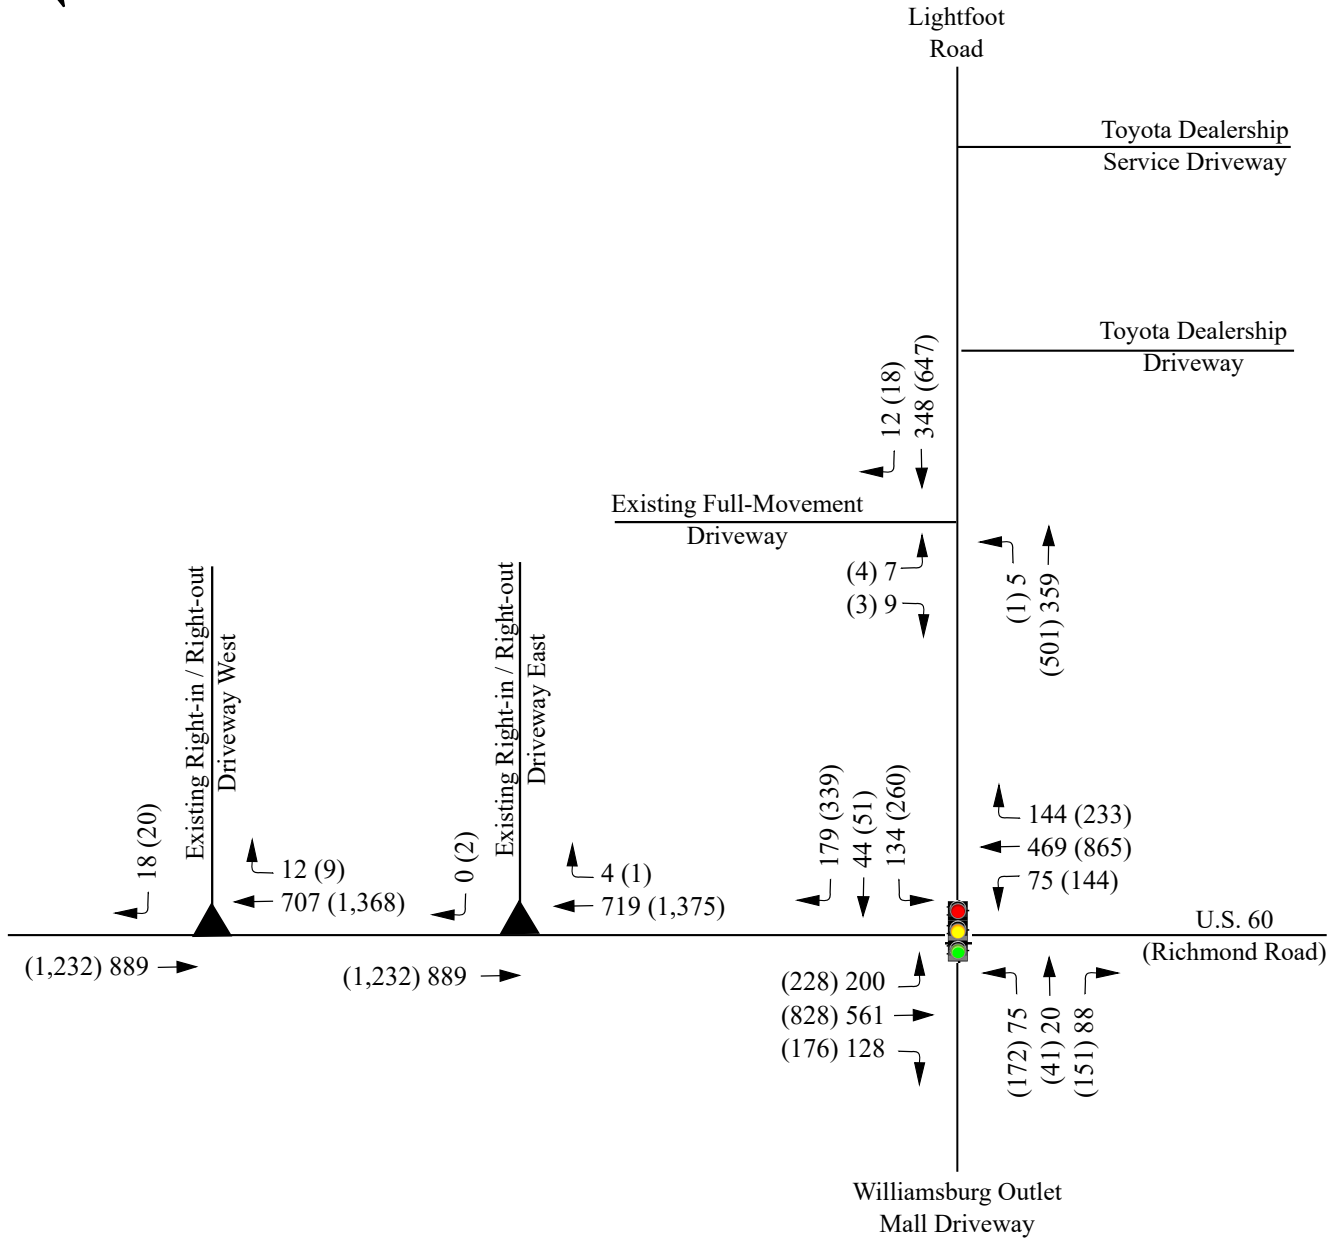 Lightfoot
Road
Toyota Dealership
Service Driveway
Toyota Dealership
Driveway
12 (18)
348 (647)
Existing Full-Movement
Driveway
(4) 7
(3) 9
(1) 5
(501) 359
Existing Right-in / Right-out
Driveway West
Existing Right-in / Right-out
Driveway East
18 (20)
12 (9)
707 (1,368)
0 (2)
4 (1)
719 (1,375)
179 (339)
44 (51)
134 (260)
144 (233)
469 (865)
75 (144)
U.S. 60
(Richmond Road)
(1,232) 889
(1,232) 889
(228) 200
(828) 561
(176) 128
(172) 75
(41) 20
(151) 88
Williamsburg Outlet
Mall Driveway